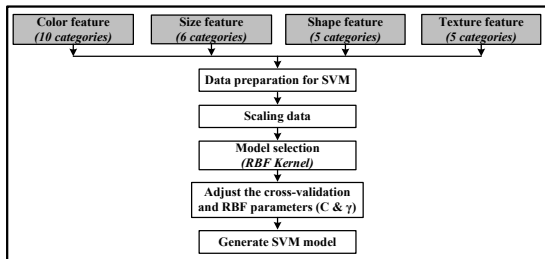 Color feature
(10 categories)
Size feature
(6 categories)
Shape feature
(5 categories)
Texture feature
(5 categories)
Data preparation for SVM
Scaling data
Model selection
(RBF Kernel)
Adjust the cross-validation
and RBF parameters (C & γ)
Generate SVM model